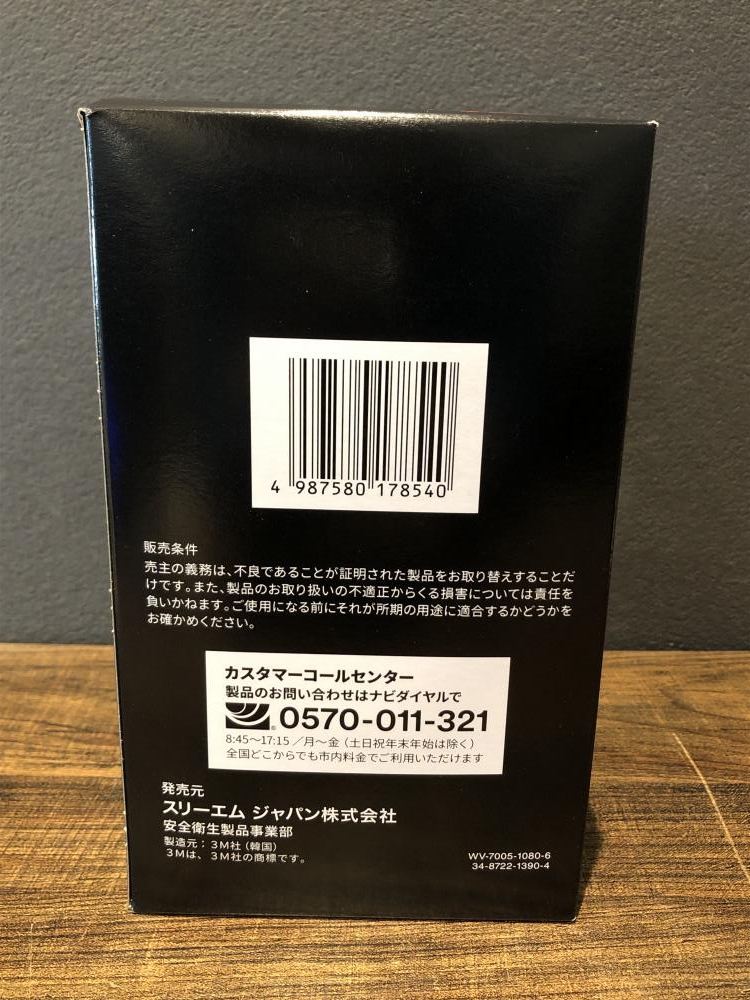 4 987580 178540
販売条件
売主の義務は、不良であることが証明された製品をお取り替えすることだ
けです。また、製品のお取り扱いの不適正からくる損害については責任を
負いかねます。ご使用になる前にそれが所期の用途に適合するかどうかを
お確かめください。
カスタマーコールセンター
製品のお問い合わせはナビダイヤルで
0570-011-321
8:45～17:15／月～金（土日祝年末年始は除く）
全国どこからでも市内料金でご利用いただけます
発売元
スリーエム ジャパン株式会社
安全衛生製品事業部
製造元：3M社（韓国）
3Mは、3M社の商標です。
WV-7005-1080-6
34-8722-1390-4